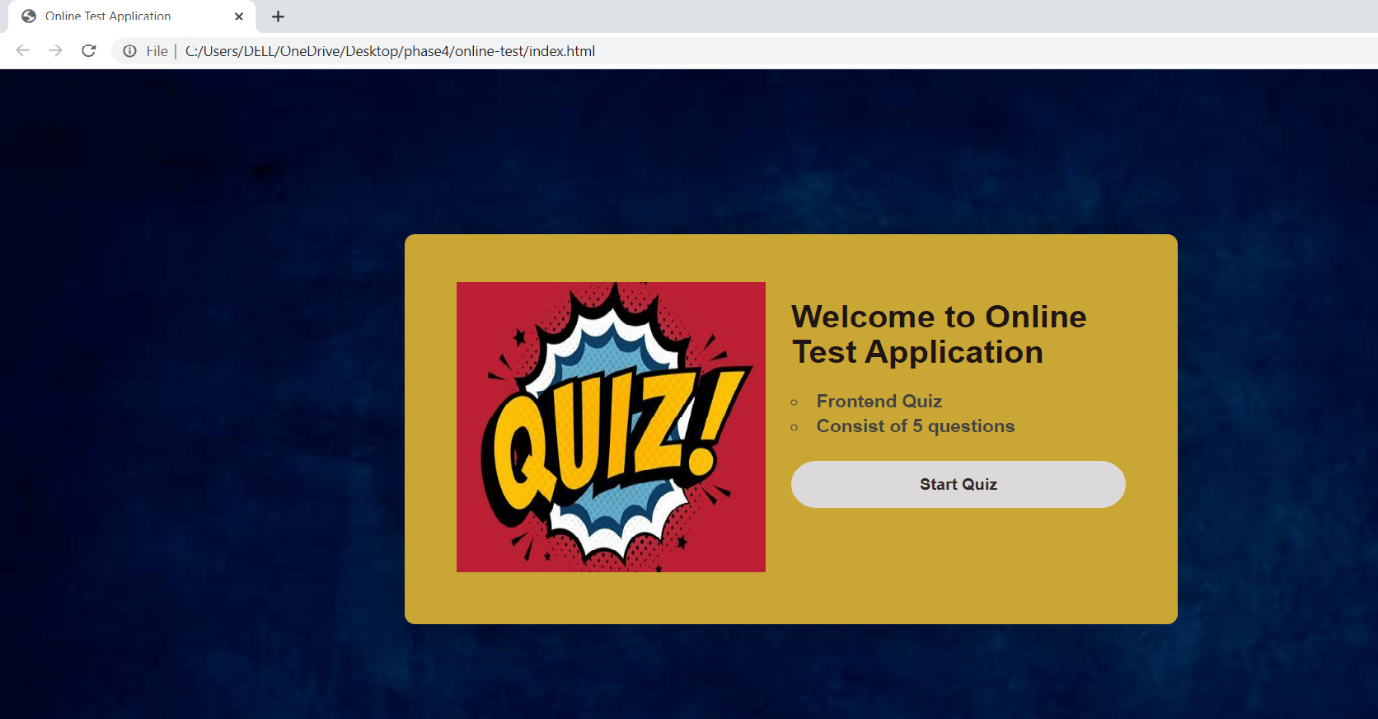 Online Test Application
File | C:/Users/DELL/OneDrive/Desktop/phase4/online-test/index.html
QUIZ!
Welcome to Online
Test Application
Frontend Quiz
Consist of 5 questions
Start Quiz